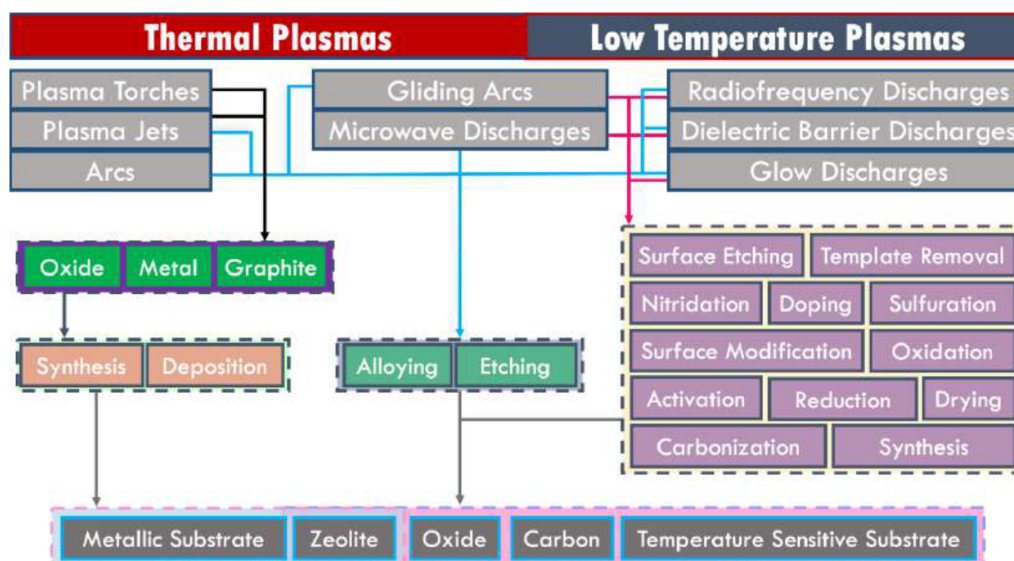 Thermal Plasmas
Low Temperature Plasmas
Plasma Torches
Plasma Jets
Arcs
Gliding Arcs
Microwave Discharges
Radiofrequency Discharges
Dielectric Barrier Discharges
Glow Discharges
Oxide
Metal
Graphite
Synthesis
Deposition
Alloying
Etching
Surface Etching
Template Removal
Nitridation
Doping
Sulfuration
Surface Modification
Oxidation
Activation
Reduction
Drying
Carbonization
Synthesis
Metallic Substrate
Zeolite
Oxide
Carbon
Temperature Sensitive Substrate